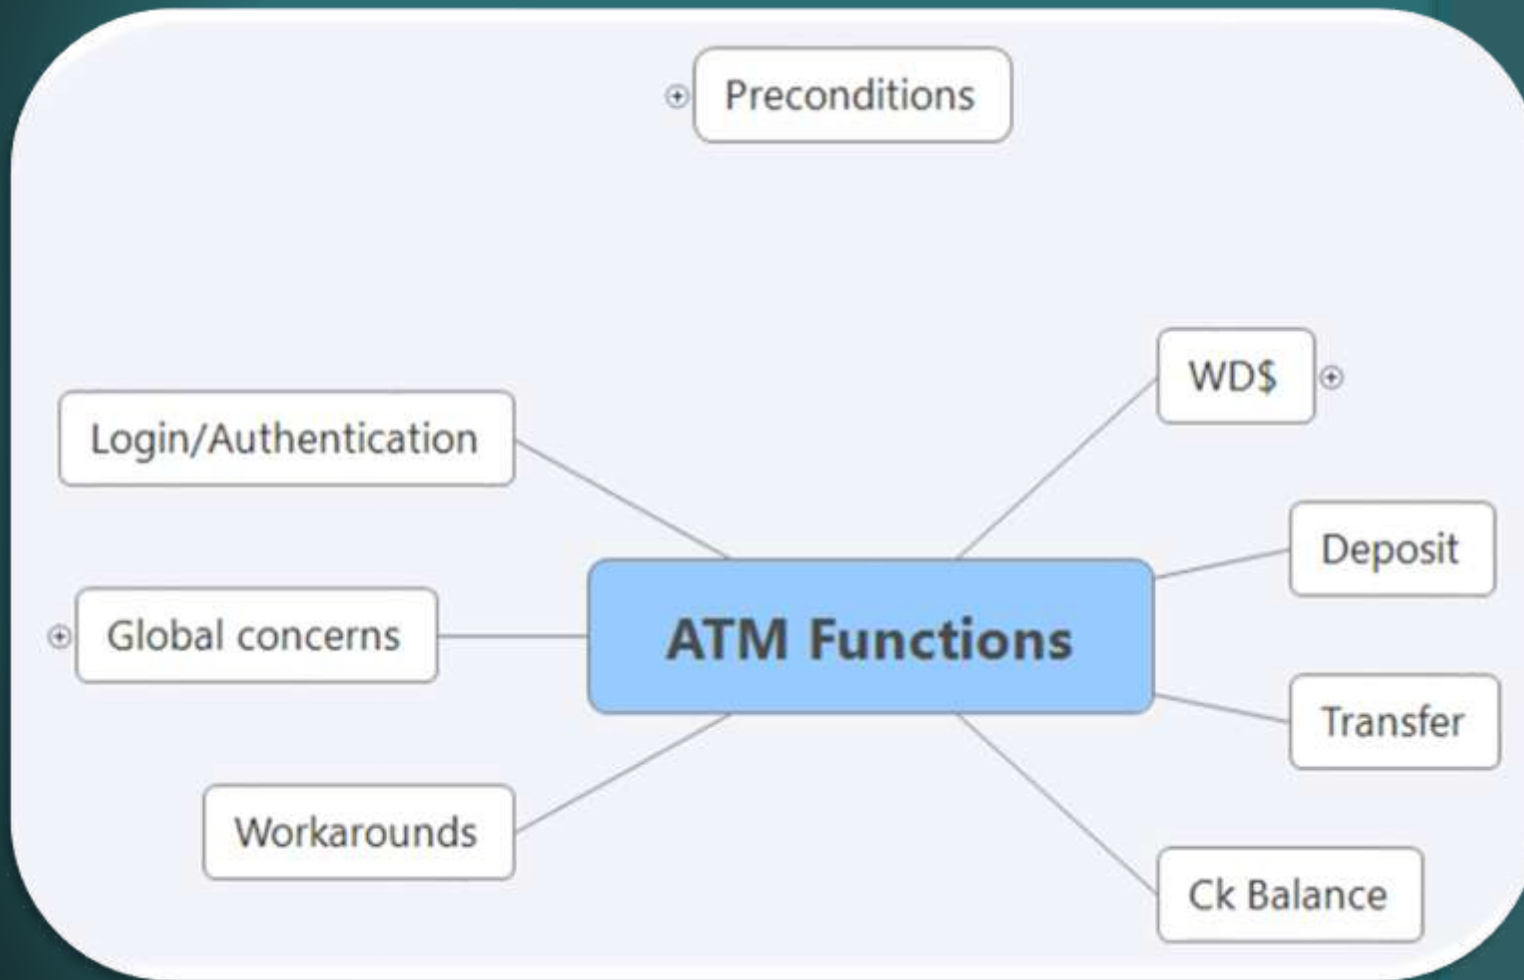 Preconditions
WD$
Login/Authentication
Deposit
Global concerns
ATM Functions
Transfer
Workarounds
Ck Balance